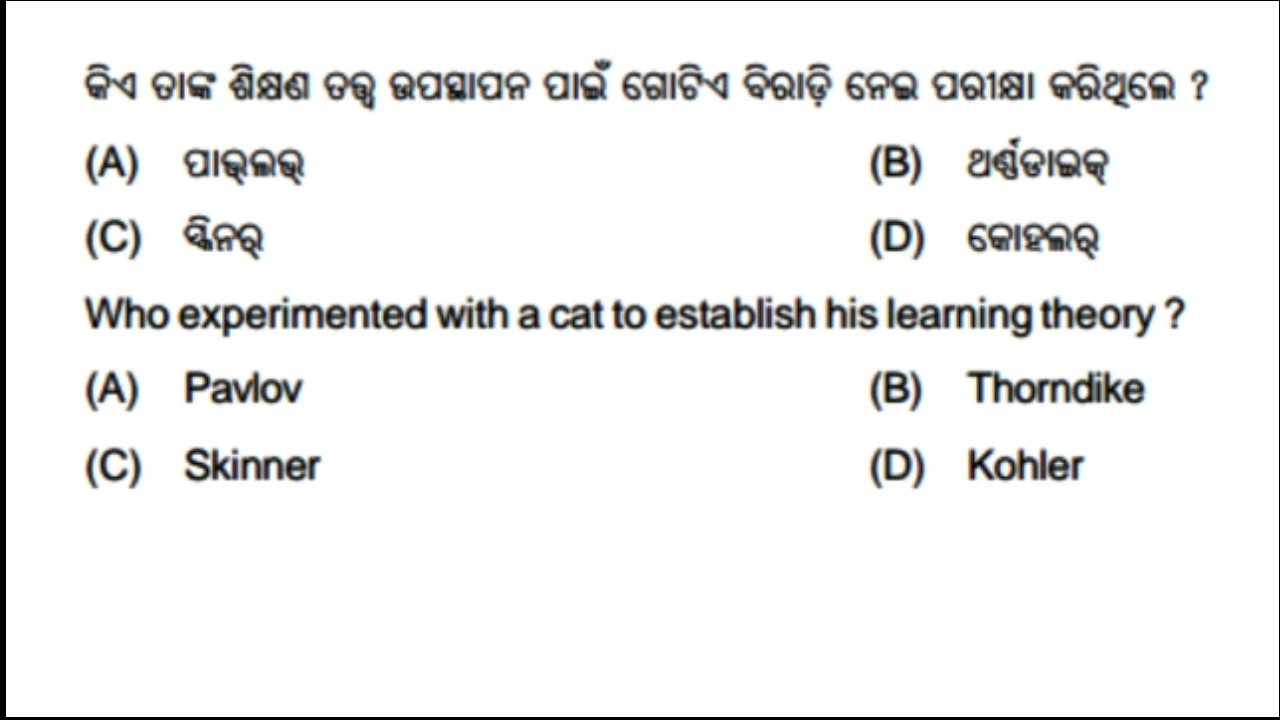 କିଏ ତାଙ୍କ ଶିକ୍ଷଣ ତତ୍ତ୍ୱ ଉପସ୍ଥାପନ ପାଇଁ ଗୋଟିଏ ବିରାଡ଼ି ନେଇ ପରୀକ୍ଷା କରିଥିଲେ ?
(A) ପାଭ୍‌ଲଭ୍ (B) ଥର୍ଣ୍ଣଡାଇକ୍
(C) ସ୍କିନର୍ (D) କୋହଲର୍
Who experimented with a cat to establish his learning theory ?
(A) Pavlov (B) Thorndike
(C) Skinner (D) Kohler